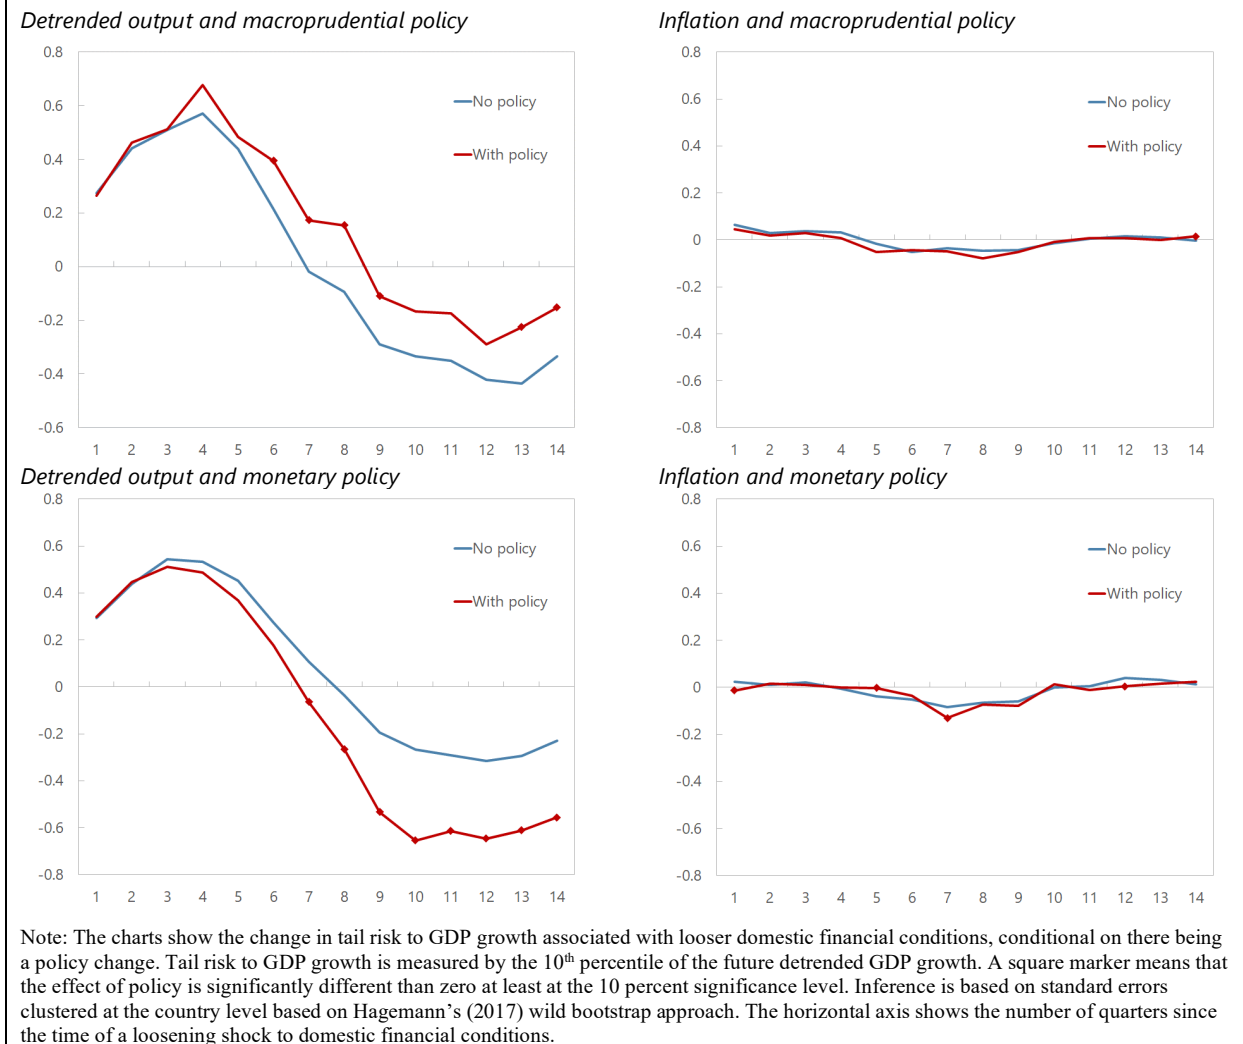 Detrended output and macroprudential policy
0.8
0.6
0.4
0.2
0
-0.2
-0.4
-0.6
No policy
With policy
1 2 3 4 5 6 7 8 9 10 11 12 13 14
Inflation and macroprudential policy
0.8
0.6
0.4
0.2
0
-0.2
-0.4
-0.6
-0.8
No policy
With policy
1 2 3 4 5 6 7 8 9 10 11 12 13 14
Detrended output and monetary policy
0.8
0.6
0.4
0.2
0
-0.2
-0.4
-0.6
-0.8
No policy
With policy
1 2 3 4 5 6 7 8 9 10 11 12 13 14
Inflation and monetary policy
0.8
0.6
0.4
0.2
0
-0.2
-0.4
-0.6
-0.8
No policy
With policy
1 2 3 4 5 6 7 8 9 10 11 12 13 14
Note: The charts show the change in tail risk to GDP growth associated with looser domestic financial conditions, conditional on there being
a policy change. Tail risk to GDP growth is measured by the 10th percentile of the future detrended GDP growth. A square marker means that
the effect of policy is significantly different than zero at least at the 10 percent significance level. Inference is based on standard errors
clustered at the country level based on Hagemann's (2017) wild bootstrap approach. The horizontal axis shows the number of quarters since
the time of a loosening shock to domestic financial conditions.